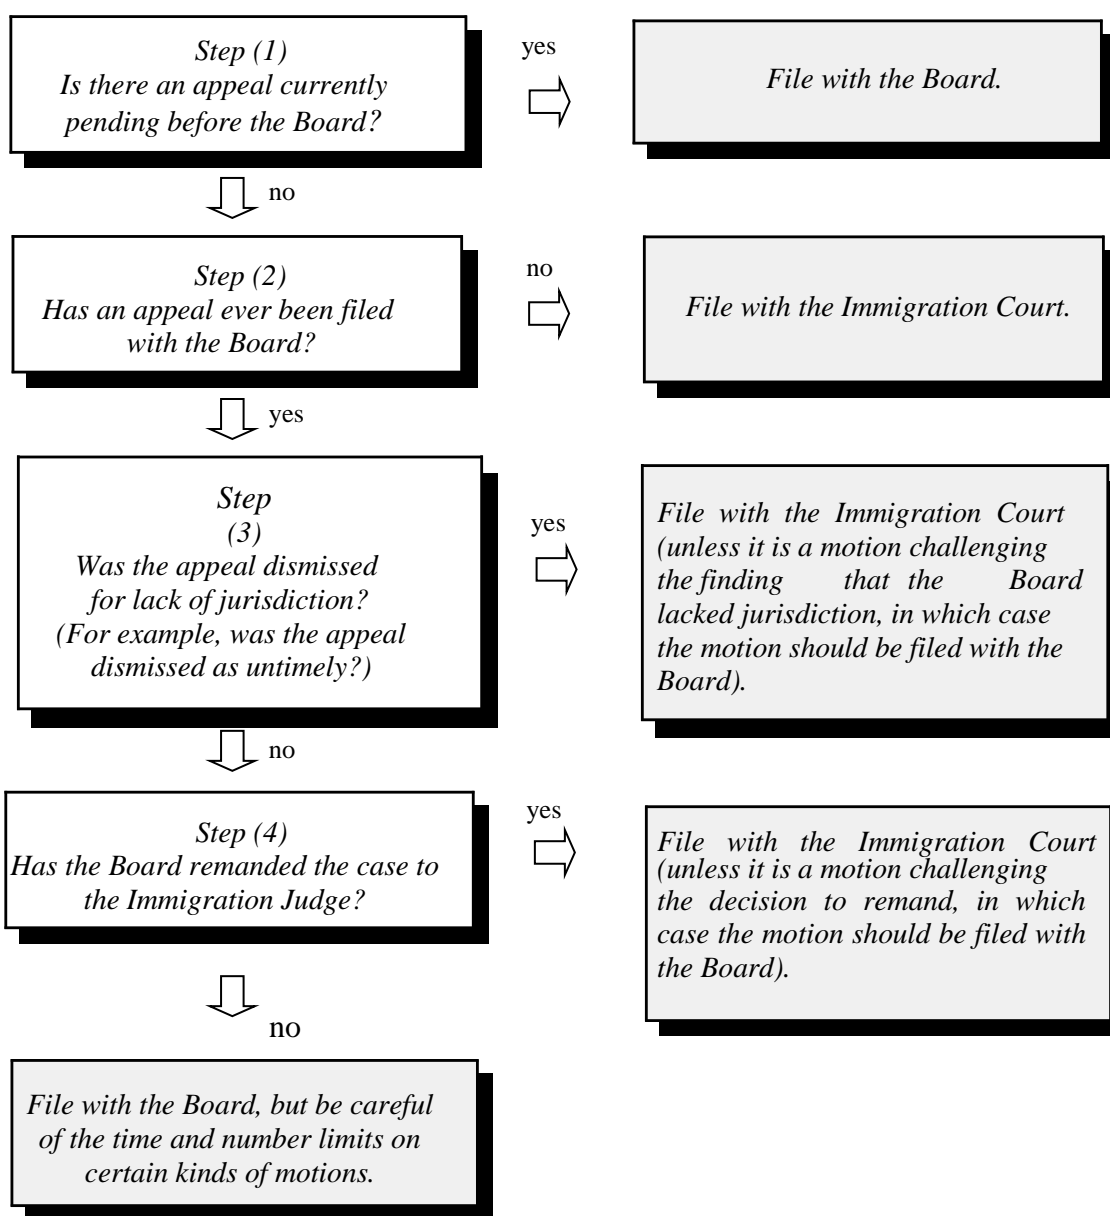 Step (1)
Is there an appeal currently
pending before the Board?
yes
File with the Board.
no
Step (2)
Has an appeal ever been filed
with the Board?
no
File with the Immigration Court.
yes
Step
(3)
Was the appeal dismissed
for lack of jurisdiction?
(For example, was the appeal
dismissed as untimely?)
yes
File with the Immigration Court
(unless it is a motion challenging
the finding that the Board
lacked jurisdiction, in which case
the motion should be filed with the
Board).
no
Step (4)
Has the Board remanded the case to
the Immigration Judge?
yes
File with the Immigration Court
(unless it is a motion challenging
the decision to remand, in which
case the motion should be filed with
the Board).
no
File with the Board, but be careful
of the time and number limits on
certain kinds of motions.